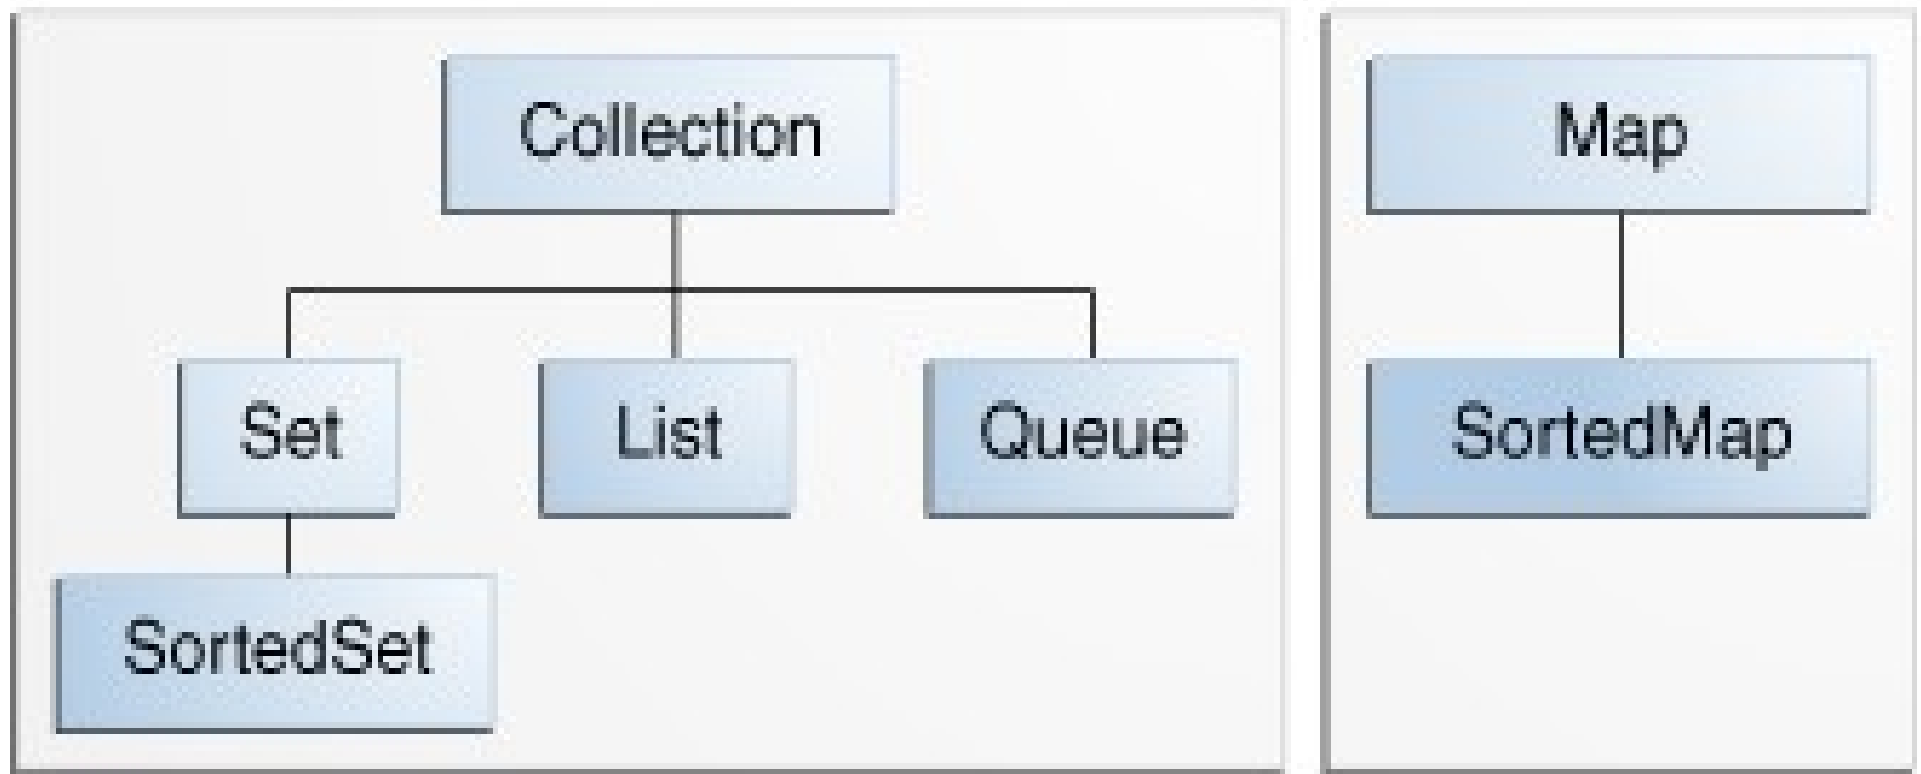 Collection
Set
List
Queue
SortedSet
Map
SortedMap